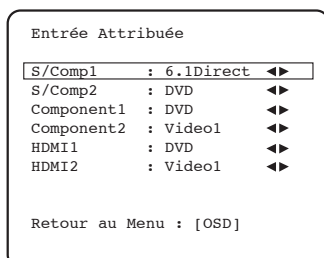 Entrée Attribuée
S/Comp1 : 6.1Direct ◄►
S/Comp2 : DVD ◄►
Component1 : DVD ◄►
Component2 : Video1 ◄►
HDMI1 : DVD ◄►
HDMI2 : Video1 ◄►
Retour au Menu : [OSD]